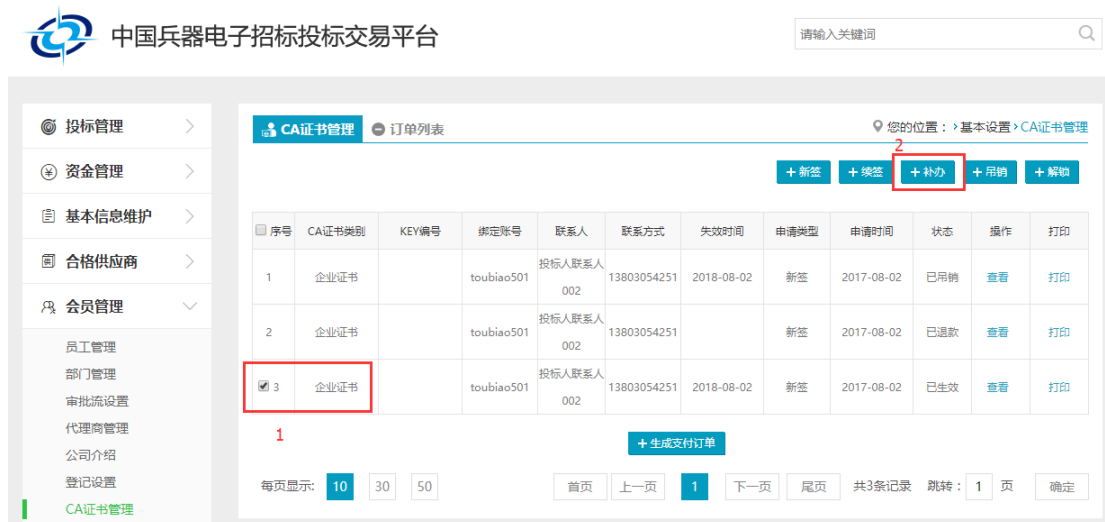 中国兵器电子招标投标交易平台
请输入关键词
投标管理
资金管理
基本信息维护
合格供应商
会员管理
员工管理
部门管理
审批流设置
代理商管理
公司介绍
登记设置
CA证书管理
CA证书管理 订单列表 您的位置：›基本设置›CA证书管理
2
+新签 +续签 +补办 +吊销 +解锁
序号 CA证书类别 KEY编号 绑定账号 联系人 联系方式 失效时间 申请类型 申请时间 状态 操作 打印
1 企业证书 toubiao501 投标人联系人002 13803054251 2018-08-02 新签 2017-08-02 已吊销 查看 打印
2 企业证书 toubiao501 投标人联系人002 13803054251 新签 2017-08-02 已退款 查看 打印
3 企业证书 toubiao501 投标人联系人002 13803054251 2018-08-02 新签 2017-08-02 已生效 查看 打印
1
+生成支付订单
每页显示: 10 30 50 首页 上一页 1 下一页 尾页 共3条记录 跳转： 1 页 确定